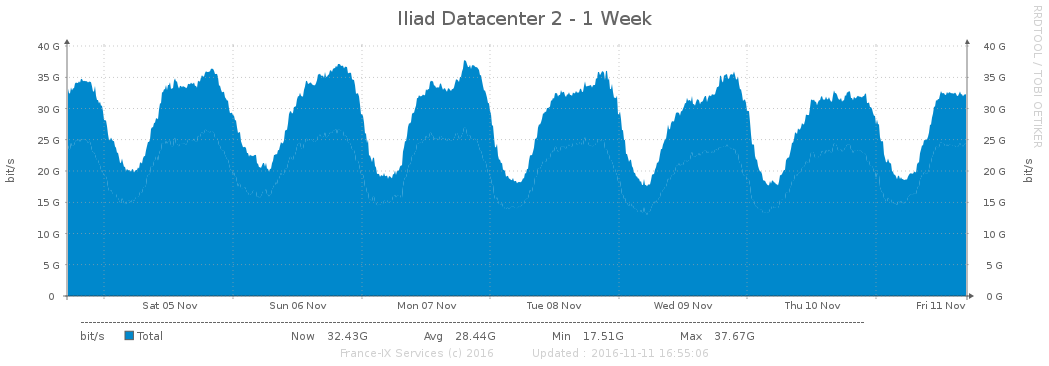 Iliad Datacenter 2 - 1 Week
RRDTOOL / TOBI OETIKER
40 G 40 G
35 G 35 G
30 G 30 G
25 G 25 G
20 G 20 G
15 G 15 G
10 G 10 G
5 G 5 G
0 0 G
bit/s bit/s
Sat 05 Nov Sun 06 Nov Mon 07 Nov Tue 08 Nov Wed 09 Nov Thu 10 Nov Fri 11 Nov
bit/s Total Now 32.43G Avg 28.44G Min 17.51G Max 37.67G
France-IX Services (c) 2016 Updated : 2016-11-11 16:55:06